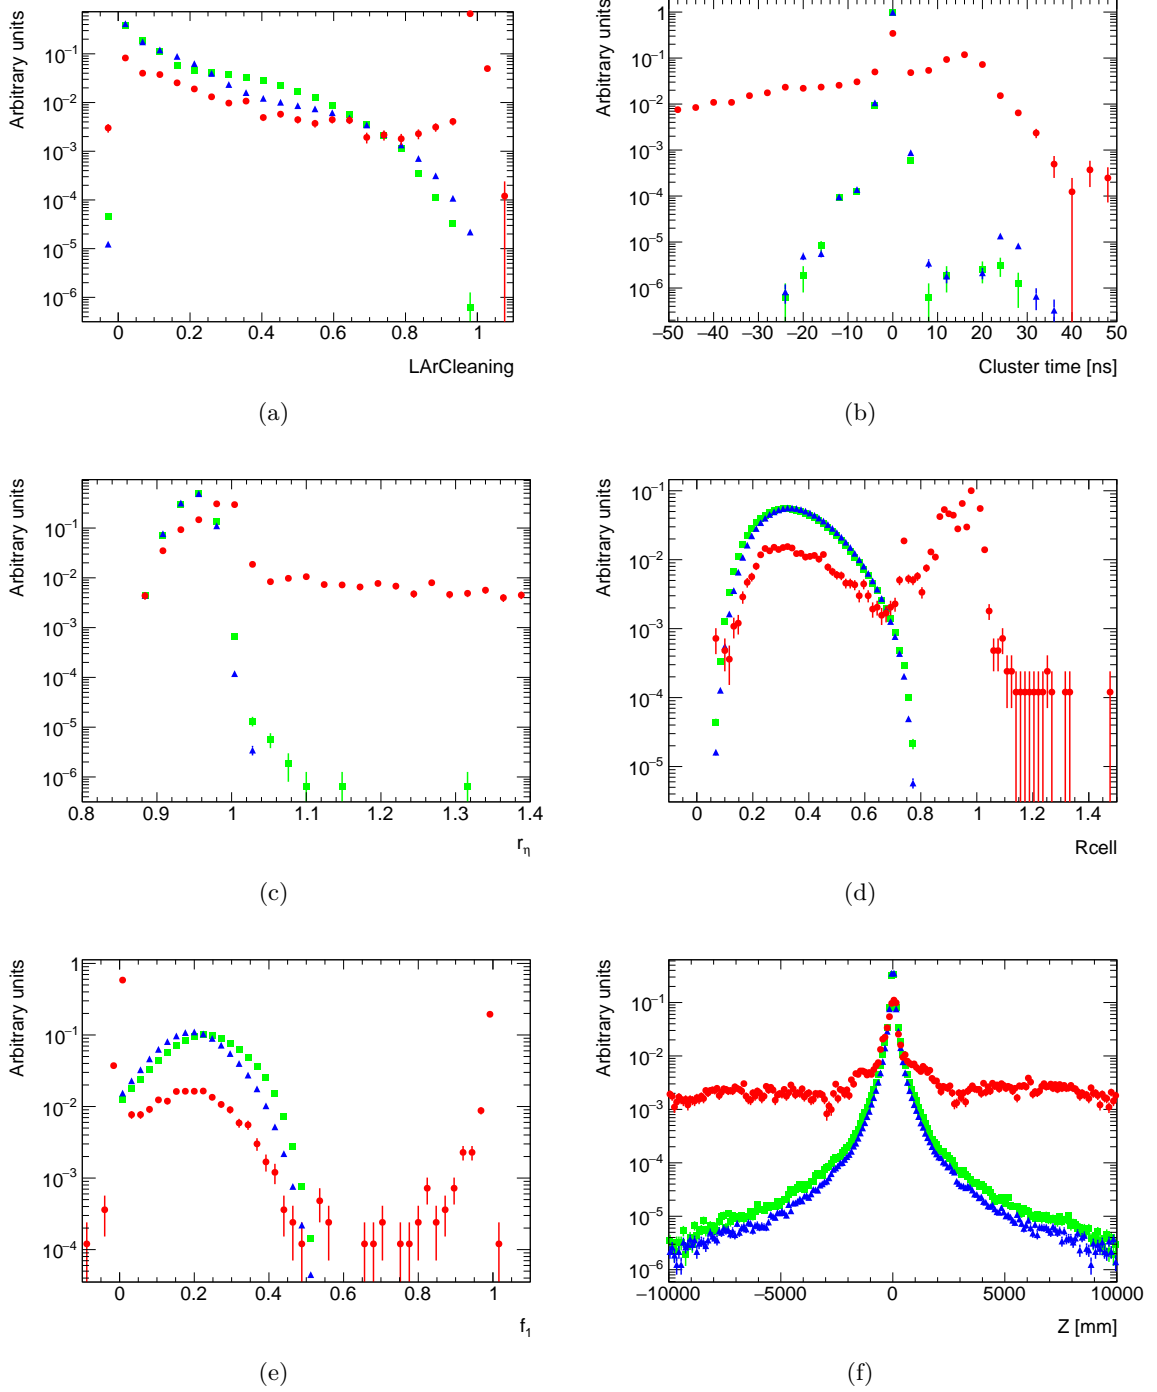 Arbitrary units
10⁻¹
10⁻²
10⁻³
10⁻⁴
10⁻⁵
10⁻⁶
0 0.2 0.4 0.6 0.8 1
LArCleaning
(a)
Arbitrary units
1
10⁻¹
10⁻²
10⁻³
10⁻⁴
10⁻⁵
10⁻⁶
−50 −40 −30 −20 −10 0 10 20 30 40 50
Cluster time [ns]
(b)
Arbitrary units
10⁻¹
10⁻²
10⁻³
10⁻⁴
10⁻⁵
10⁻⁶
0.8 0.9 1 1.1 1.2 1.3 1.4
r_η
(c)
Arbitrary units
10⁻¹
10⁻²
10⁻³
10⁻⁴
10⁻⁵
0 0.2 0.4 0.6 0.8 1 1.2 1.4
Rcell
(d)
Arbitrary units
1
10⁻¹
10⁻²
10⁻³
10⁻⁴
0 0.2 0.4 0.6 0.8 1
f₁
(e)
Arbitrary units
10⁻¹
10⁻²
10⁻³
10⁻⁴
10⁻⁵
10⁻⁶
−10000 −5000 0 5000 10000
Z [mm]
(f)